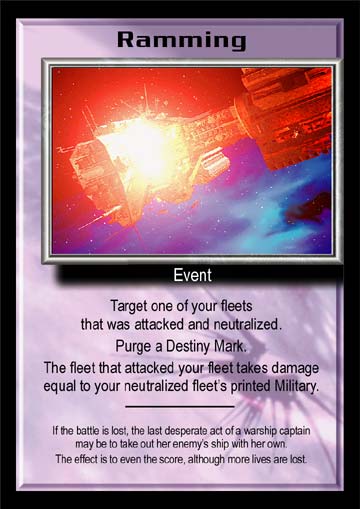 Ramming
Event
Target one of your fleets
that was attacked and neutralized.
Purge a Destiny Mark.
The fleet that attacked your fleet takes damage
equal to your neutralized fleet's printed Military.
If the battle is lost, the last desperate act of a warship captain
may be to take out her enemy's ship with her own.
The effect is to even the score, although more lives are lost.